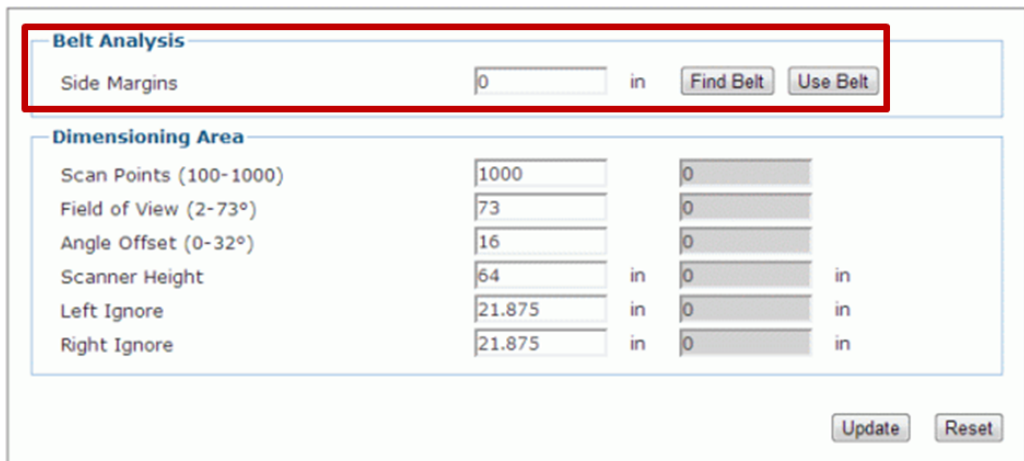 Belt Analysis
Side Margins 0 in Find Belt Use Belt
Dimensioning Area
Scan Points (100-1000) 1000 0
Field of View (2-73°) 73 0
Angle Offset (0-32°) 16 0
Scanner Height 64 in 0 in
Left Ignore 21.875 in 0 in
Right Ignore 21.875 in 0 in
Update Reset